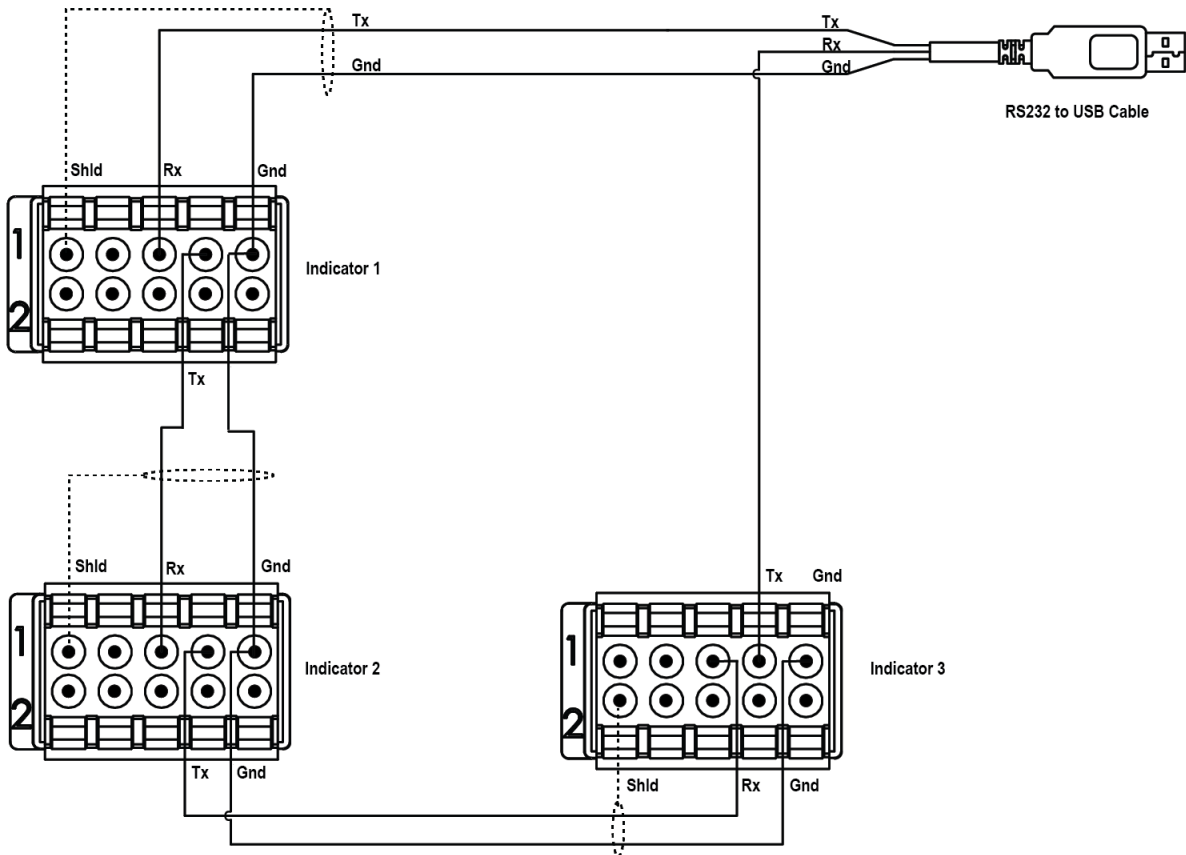 Tx
Tx
Rx
Gnd
Gnd
RS232 to USB Cable
Shld
Rx
Gnd
1
Indicator 1
2
Tx
Shld
Rx
Gnd
Tx
Gnd
1
Indicator 2
1
Indicator 3
2
2
Tx
Gnd
Shld
Rx
Gnd